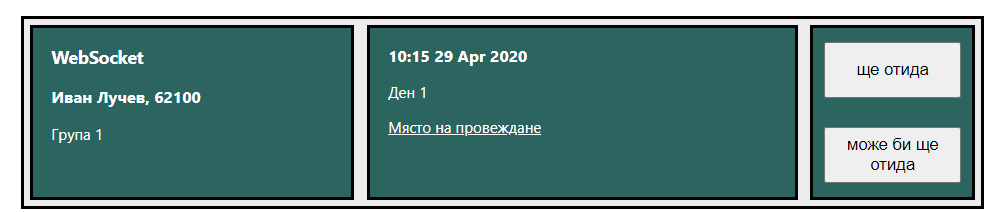 WebSocket
Иван Лучев, 62100
Група 1
10:15 29 Apr 2020
Ден 1
Място на провеждане
ще отида
може би ще
отида